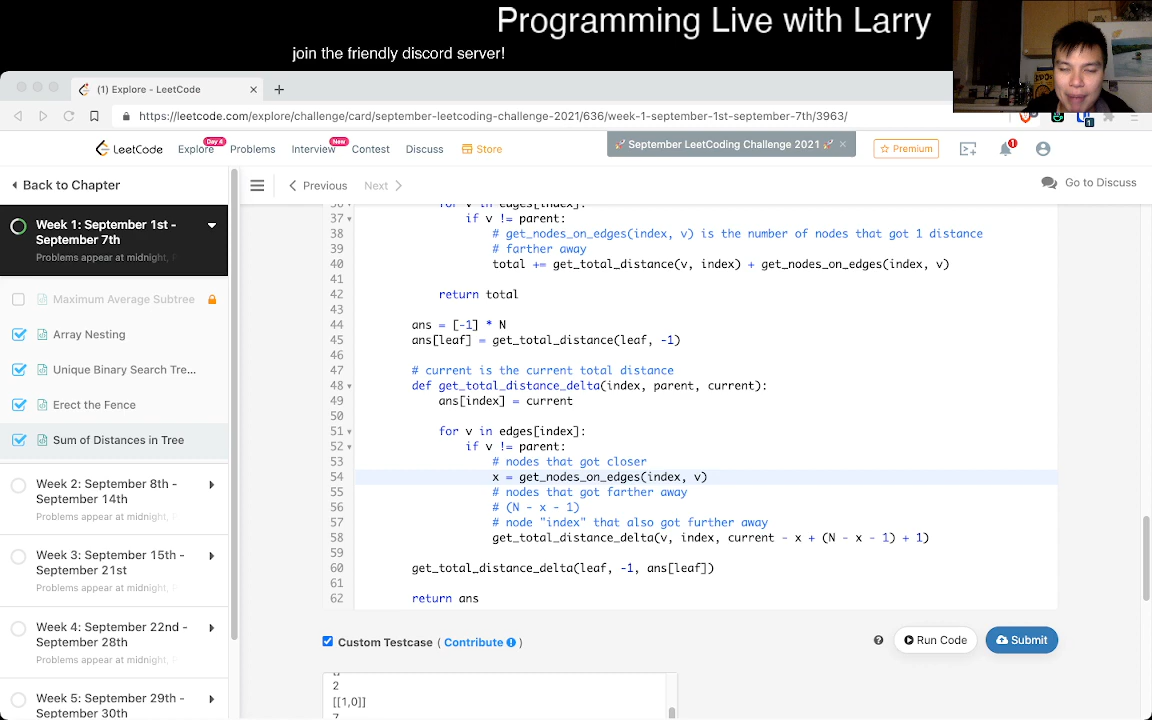 Programming Live with Larry
join the friendly discord server!
(1) Explore - LeetCode
https://leetcode.com/explore/challenge/card/september-leetcoding-challenge-2021/636/week-1-september-1st-september-7th/3963/
LeetCode
Explore
Day 4
Problems
Interview
New
Contest
Discuss
Store
🚀 September LeetCoding Challenge 2021 🚀
Premium
1
1
Back to Chapter
Previous
Next
Go to Discuss
Week 1: September 1st -
September 7th
Problems appear at midnight,
Maximum Average Subtree
Array Nesting
Unique Binary Search Tre...
Erect the Fence
Sum of Distances in Tree
Week 2: September 8th -
September 14th
Problems appear at midnight,
Week 3: September 15th -
September 21st
Problems appear at midnight,
Week 4: September 22nd -
September 28th
Problems appear at midnight,
Week 5: September 29th -
September 30th
36 for v in edges[index]:
37 if v != parent:
38 # get_nodes_on_edges(index, v) is the number of nodes that got 1 distance
39 # farther away
40 total += get_total_distance(v, index) + get_nodes_on_edges(index, v)
41
42 return total
43
44 ans = [-1] * N
45 ans[leaf] = get_total_distance(leaf, -1)
46
47 # current is the current total distance
48 def get_total_distance_delta(index, parent, current):
49 ans[index] = current
50
51 for v in edges[index]:
52 if v != parent:
53 # nodes that got closer
54 x = get_nodes_on_edges(index, v)
55 # nodes that got farther away
56 # (N - x - 1)
57 # node "index" that also got further away
58 get_total_distance_delta(v, index, current - x + (N - x - 1) + 1)
59
60 get_total_distance_delta(leaf, -1, ans[leaf])
61
62 return ans
Custom Testcase ( Contribute )
Run Code
Submit
2
[[1,0]]
7